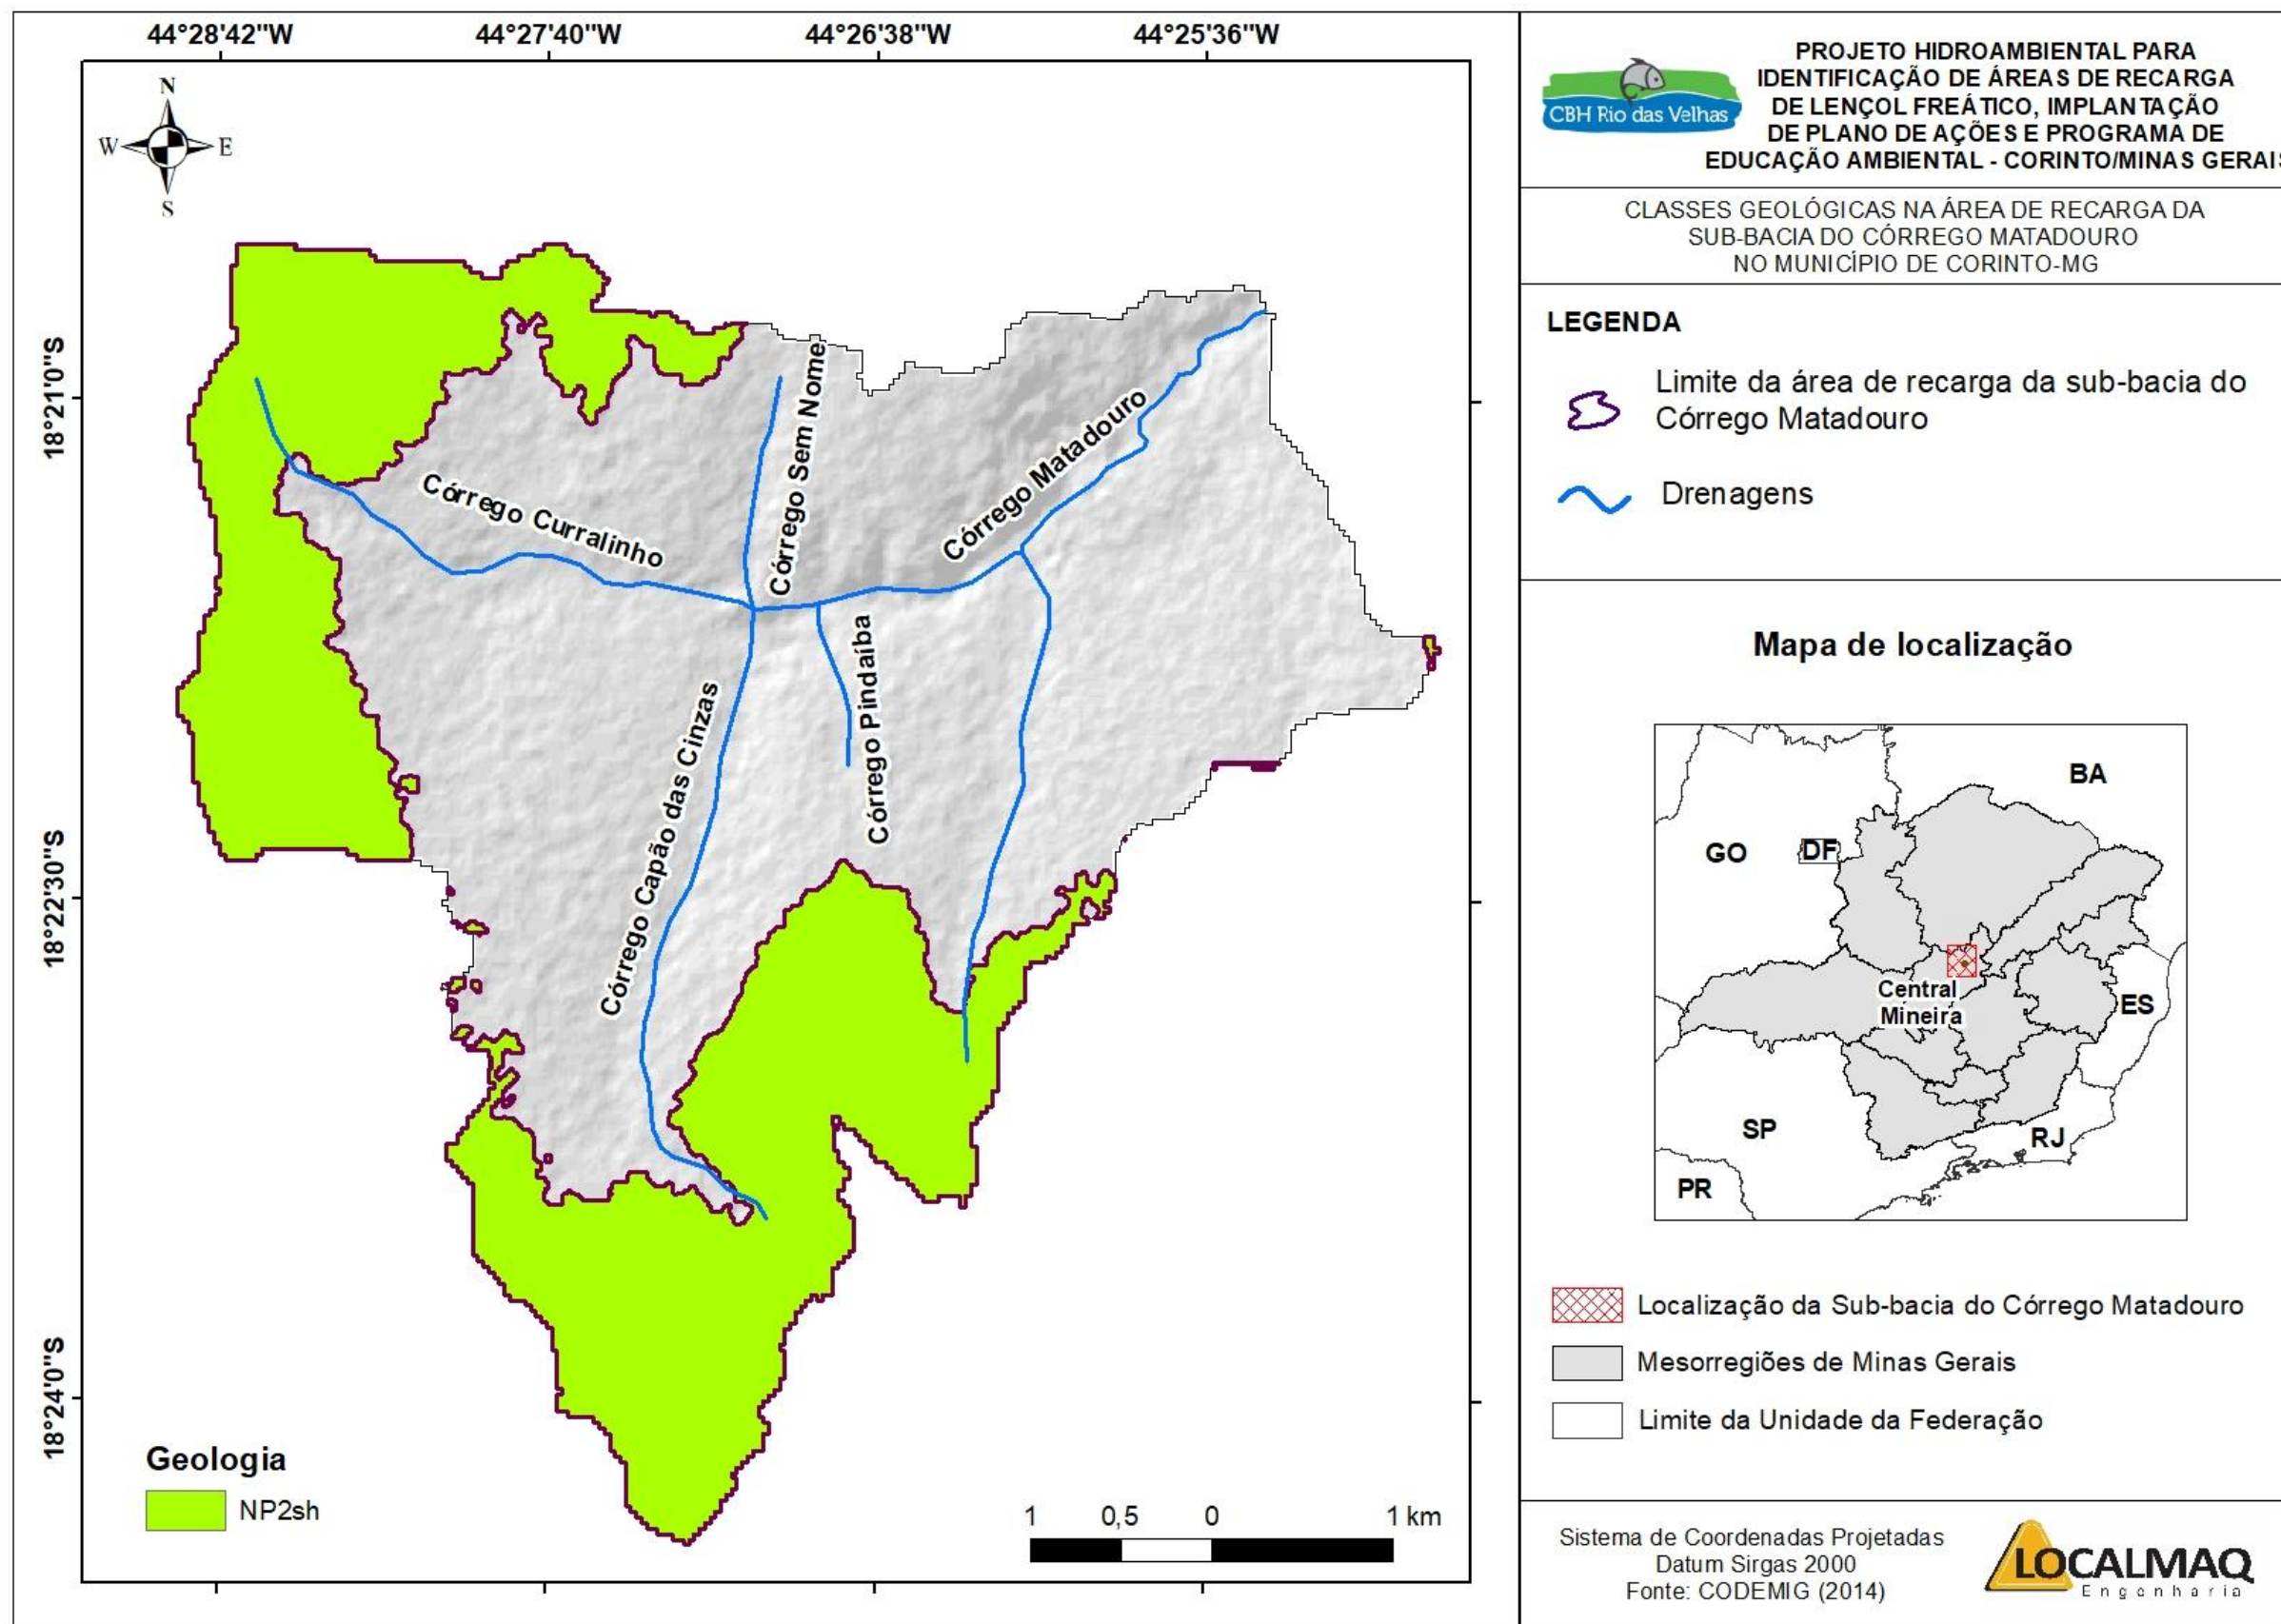 44°28'42"W
44°27'40"W
44°26'38"W
44°25'36"W
N
W
E
S
18°21'0"S
18°22'30"S
18°24'0"S
Córrego Curralinho
Córrego Sem Nome
Córrego Matadouro
Córrego Pindaíba
Córrego Capão das Cinzas
Geologia
NP2sh
1
0,5
0
1 km
CBH Rio das Velhas
PROJETO HIDROAMBIENTAL PARA
IDENTIFICAÇÃO DE ÁREAS DE RECARGA
DE LENÇOL FREÁTICO, IMPLANTAÇÃO
DE PLANO DE AÇÕES E PROGRAMA DE
EDUCAÇÃO AMBIENTAL - CORINTO/MINAS GERAIS
CLASSES GEOLÓGICAS NA ÁREA DE RECARGA DA
SUB-BACIA DO CÓRREGO MATADOURO
NO MUNICÍPIO DE CORINTO-MG
LEGENDA
Limite da área de recarga da sub-bacia do
Córrego Matadouro
Drenagens
Mapa de localização
BA
GO
DF
Central
Mineira
ES
SP
RJ
PR
Localização da Sub-bacia do Córrego Matadouro
Mesorregiões de Minas Gerais
Limite da Unidade da Federação
Sistema de Coordenadas Projetadas
Datum Sirgas 2000
Fonte: CODEMIG (2014)
LOCALMAQ
Engenharia